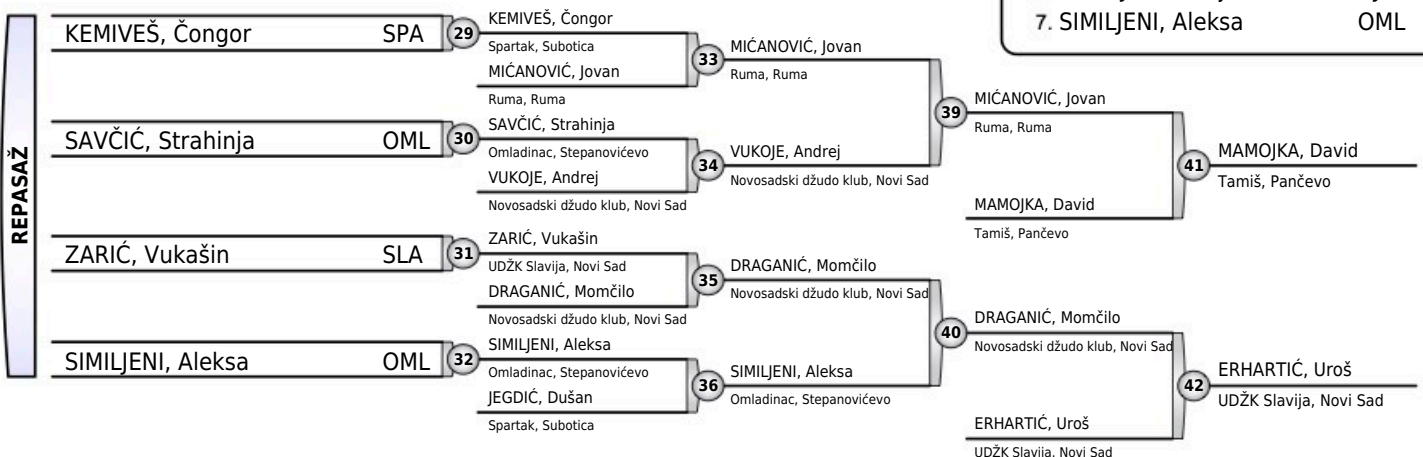 7. SIMILJENI, Aleksa OML
REPASAŽ
KEMIVEŠ, Čongor SPA
29
SAVČIĆ, Strahinja OML
30
ZARIĆ, Vukašin SLA
31
SIMILJENI, Aleksa OML
32
KEMIVEŠ, Čongor
Spartak, Subotica
MIĆANOVIĆ, Jovan
Ruma, Ruma
33
SAVČIĆ, Strahinja
Omladinac, Stepanovićevo
VUKOJE, Andrej
Novosadski džudo klub, Novi Sad
34
ZARIĆ, Vukašin
UDŽK Slavija, Novi Sad
DRAGANIĆ, Momčilo
Novosadski džudo klub, Novi Sad
35
SIMILJENI, Aleksa
Omladinac, Stepanovićevo
JEGDIĆ, Dušan
Spartak, Subotica
36
MIĆANOVIĆ, Jovan
Ruma, Ruma
VUKOJE, Andrej
Novosadski džudo klub, Novi Sad
39
DRAGANIĆ, Momčilo
Novosadski džudo klub, Novi Sad
SIMILJENI, Aleksa
Omladinac, Stepanovićevo
40
MIĆANOVIĆ, Jovan
Ruma, Ruma
MAMOJKA, David
Tamiš, Pančevo
41
DRAGANIĆ, Momčilo
Novosadski džudo klub, Novi Sad
ERHARTIĆ, Uroš
UDŽK Slavija, Novi Sad
42
MAMOJKA, David
Tamiš, Pančevo
ERHARTIĆ, Uroš
UDŽK Slavija, Novi Sad